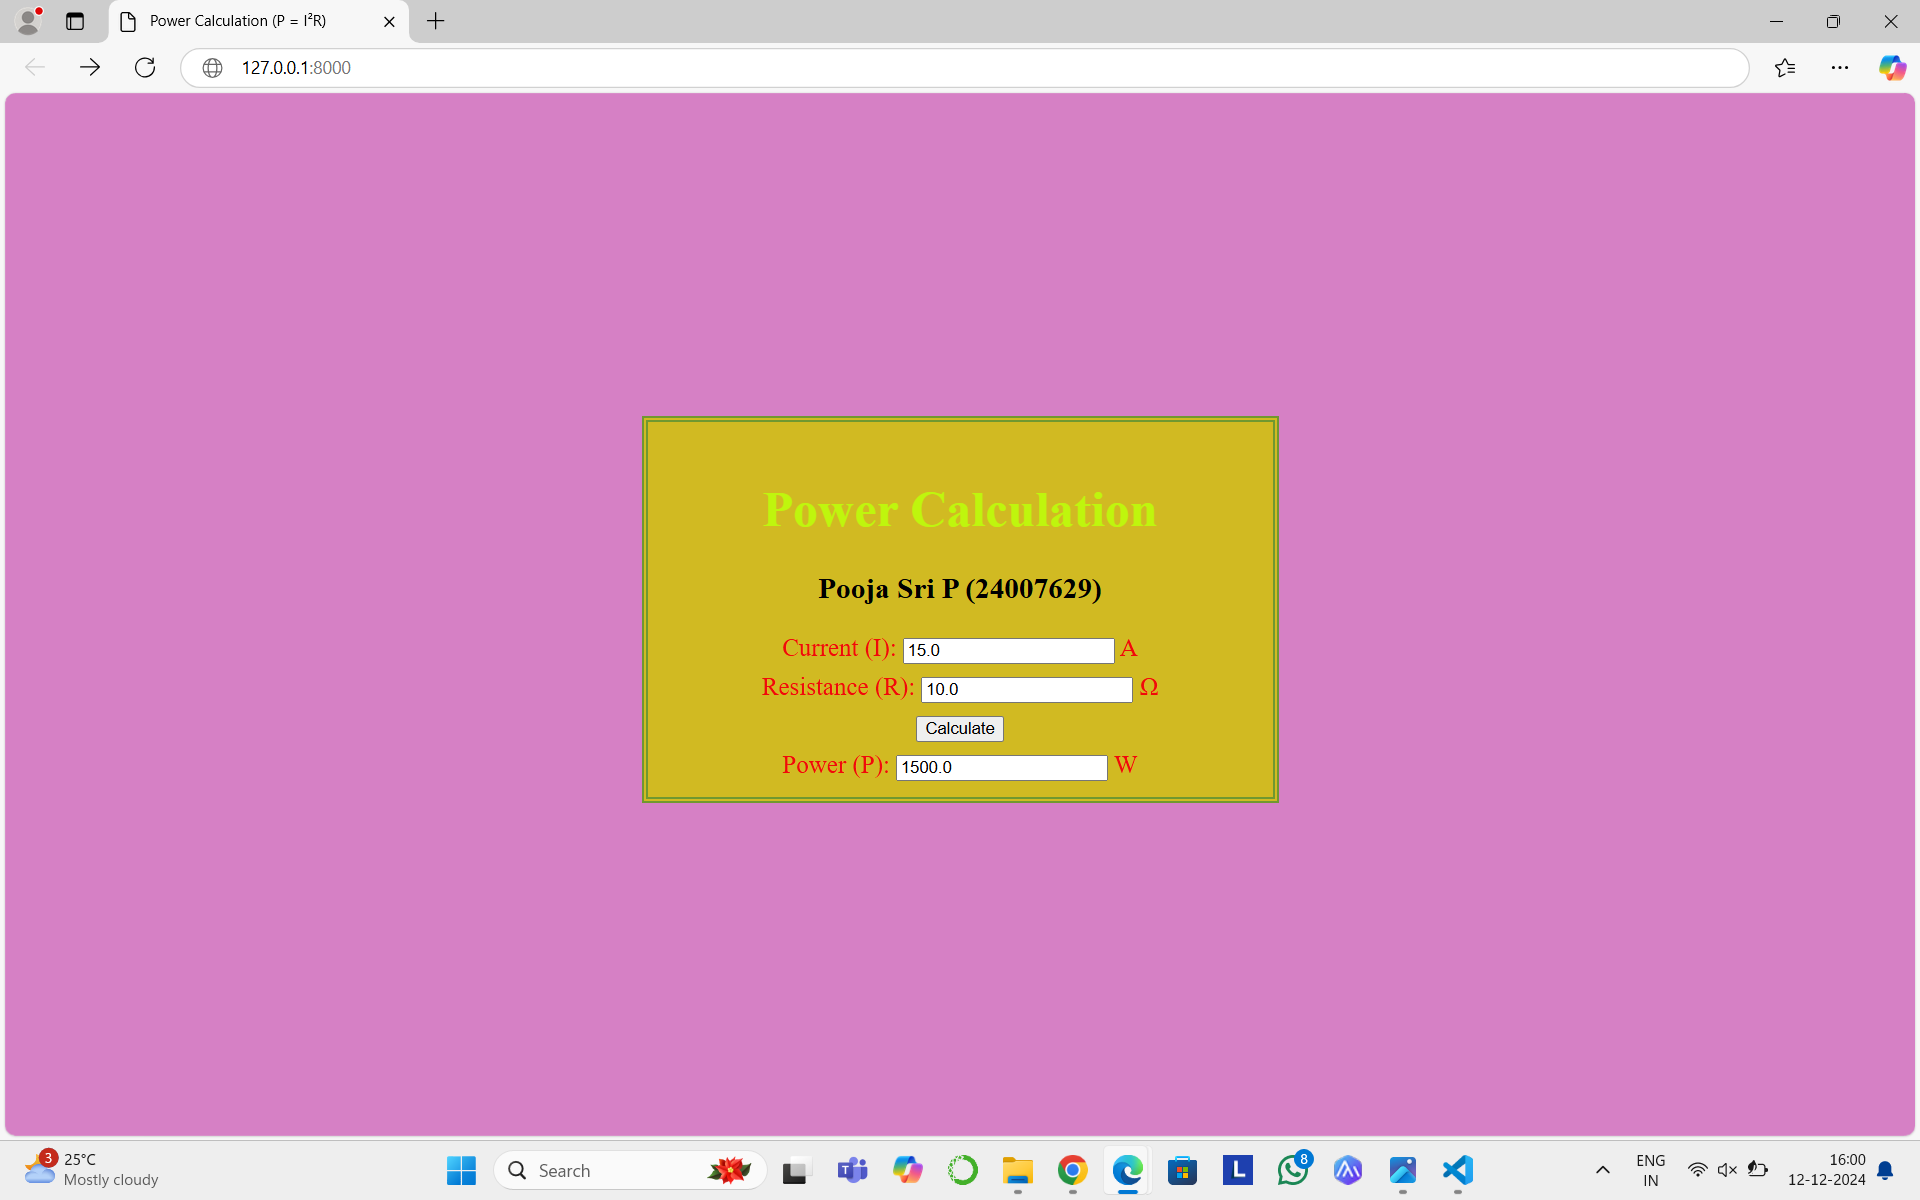 Power Calculation (P = I²R)
127.0.0.1:8000
Power Calculation
Pooja Sri P (24007629)
Current (I): 15.0 A
Resistance (R): 10.0 Ω
Calculate
Power (P): 1500.0 W
3
25°C
Mostly cloudy
Search
T
L
8
ENG
IN
16:00
12-12-2024